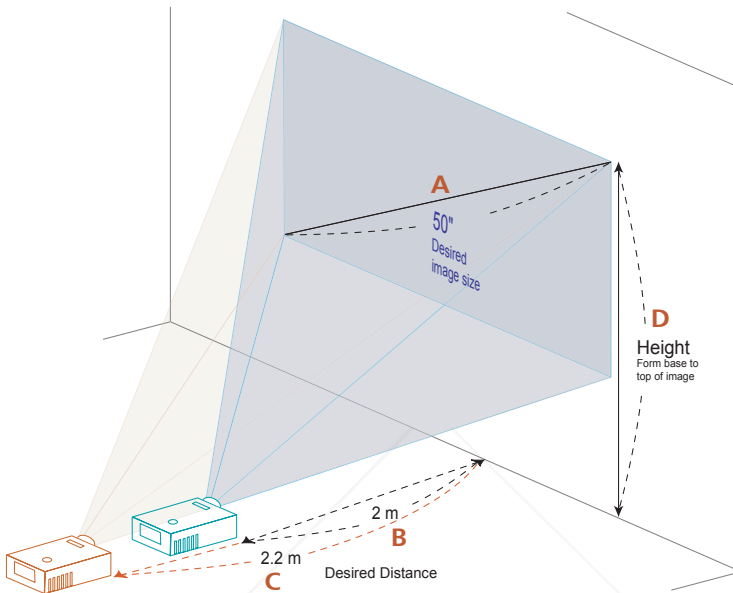 A
50"
Desired
image size
D
Height
Form base to
top of image
2 m
B
2.2 m
C
Desired Distance